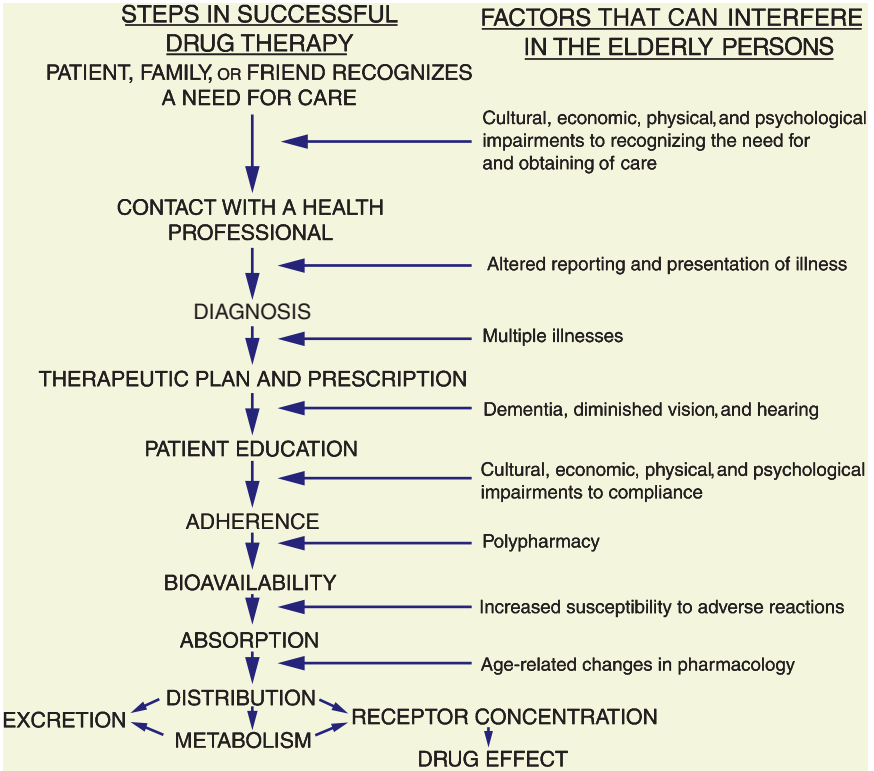 STEPS IN SUCCESSFUL
DRUG THERAPY
FACTORS THAT CAN INTERFERE
IN THE ELDERLY PERSONS
PATIENT, FAMILY, OR FRIEND RECOGNIZES
A NEED FOR CARE
Cultural, economic, physical, and psychological
impairments to recognizing the need for
and obtaining of care
CONTACT WITH A HEALTH
PROFESSIONAL
Altered reporting and presentation of illness
DIAGNOSIS
Multiple illnesses
THERAPEUTIC PLAN AND PRESCRIPTION
Dementia, diminished vision, and hearing
PATIENT EDUCATION
Cultural, economic, physical, and psychological
impairments to compliance
ADHERENCE
Polypharmacy
BIOAVAILABILITY
Increased susceptibility to adverse reactions
ABSORPTION
Age-related changes in pharmacology
DISTRIBUTION
EXCRETION
RECEPTOR CONCENTRATION
METABOLISM
DRUG EFFECT